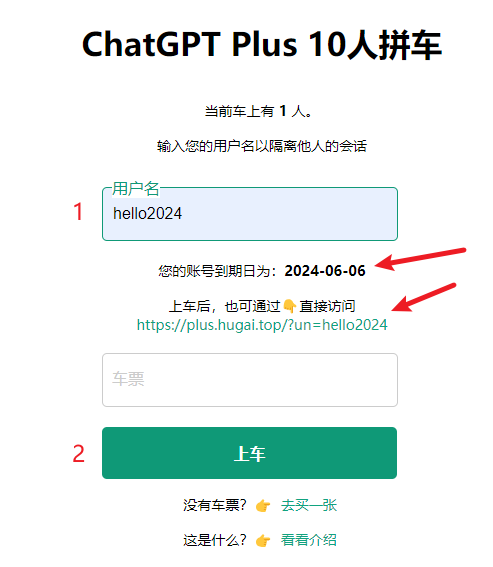 ChatGPT Plus 10人拼车
当前车上有 1 人。
输入您的用户名以隔离他人的会话
用户名
1
hello2024
您的账号到期日为：2024-06-06
上车后，也可通过👇直接访问
https://plus.hugai.top/?un=hello2024
车票
2
上车
没有车票？👉 去买一张
这是什么？👉 看看介绍